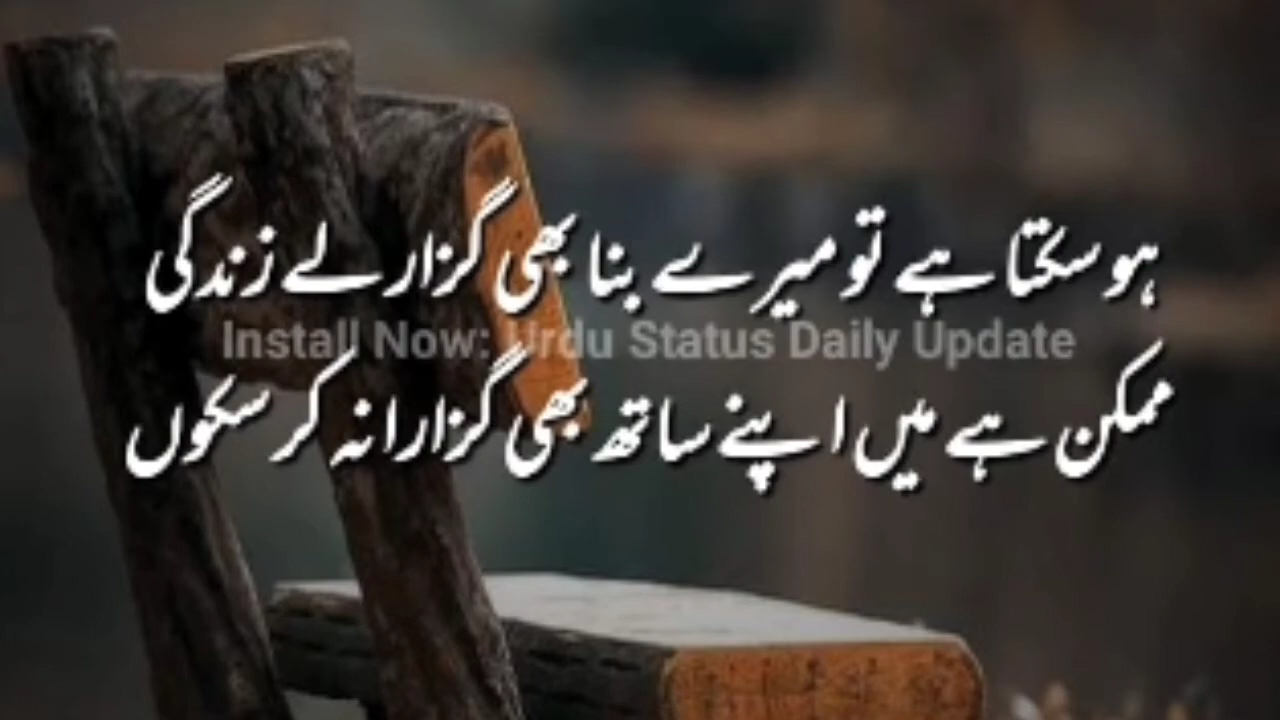 ہو سکتا ہے تو میرے بنا بھی گزار لے زندگی
Install Now: Urdu Status Daily Update
ممکن ہے میں اپنے ساتھ بھی گزارا نہ کر سکوں